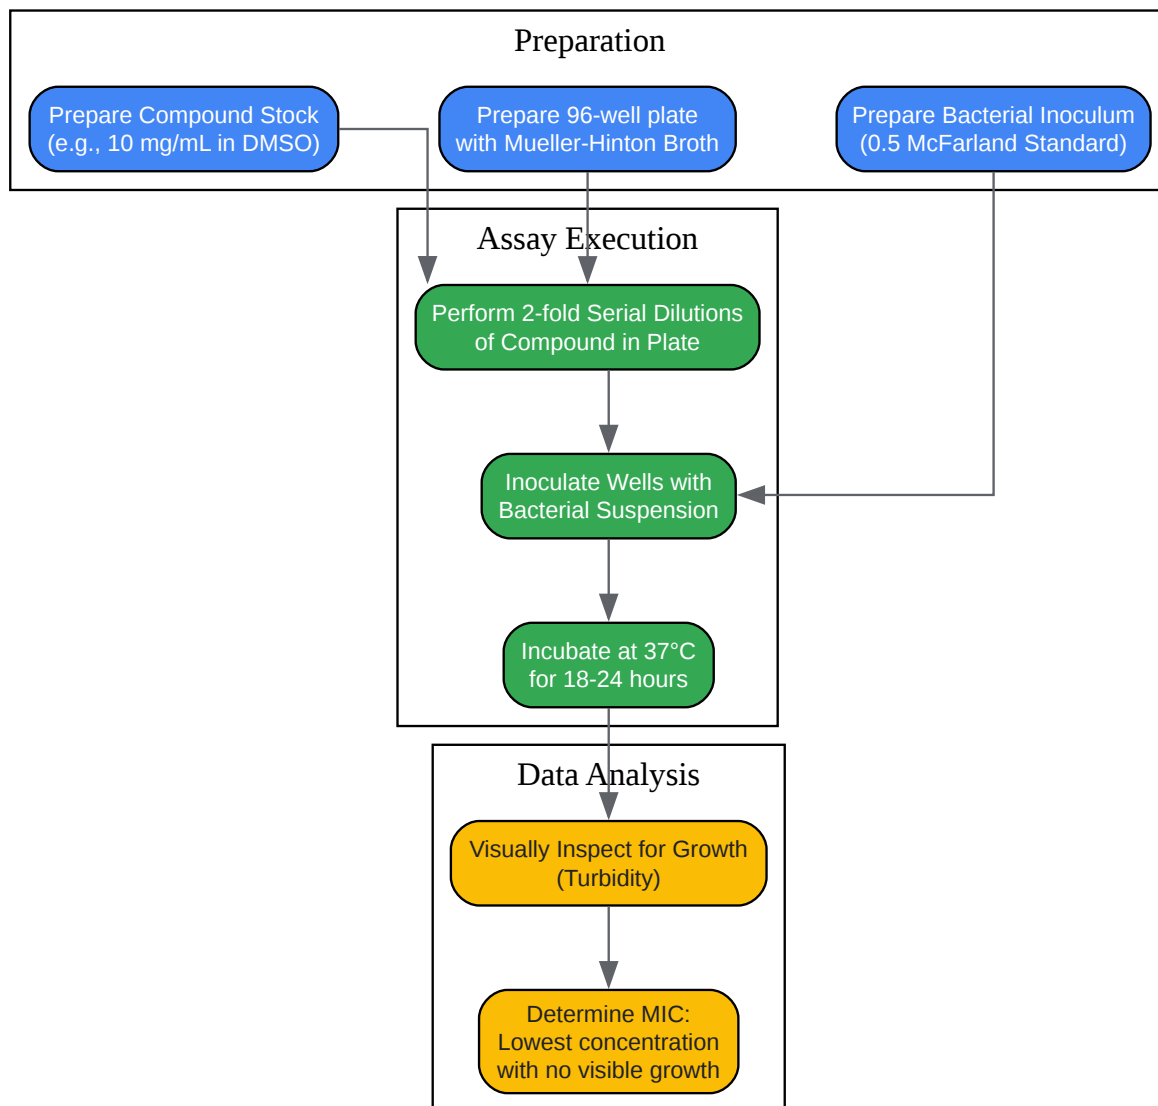 Preparation
Prepare Compound Stock
(e.g., 10 mg/mL in DMSO)
Prepare 96-well plate
with Mueller-Hinton Broth
Prepare Bacterial Inoculum
(0.5 McFarland Standard)
Assay Execution
Perform 2-fold Serial Dilutions
of Compound in Plate
Inoculate Wells with
Bacterial Suspension
Incubate at 37°C
for 18-24 hours
Data Analysis
Visually Inspect for Growth
(Turbidity)
Determine MIC:
Lowest concentration
with no visible growth